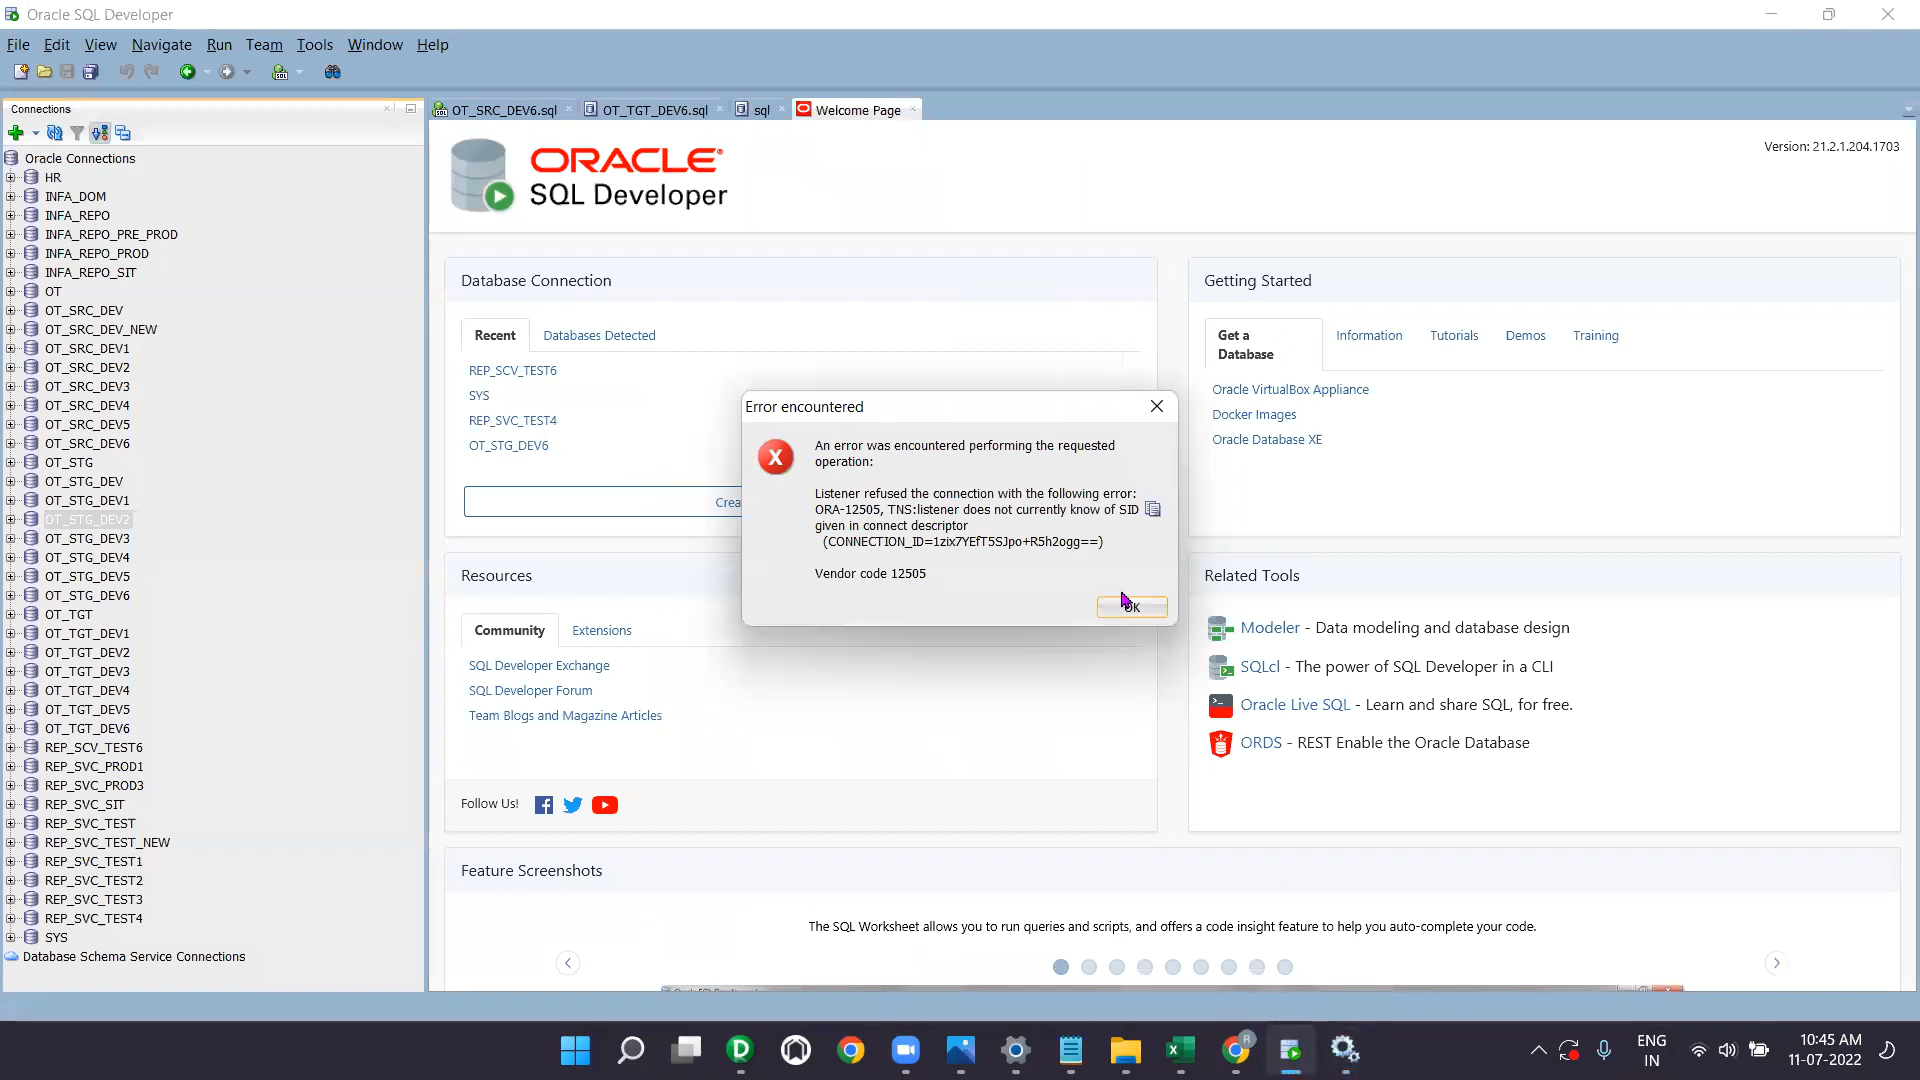 Oracle SQL Developer
File Edit View Navigate Run Team Tools Window Help
Connections
OT_SRC_DEV6.sql OT_TGT_DEV6.sql sql Welcome Page
Oracle Connections
HR
INFA_DOM
INFA_REPO
INFA_REPO_PRE_PROD
INFA_REPO_PROD
INFA_REPO_SIT
OT
OT_SRC_DEV
OT_SRC_DEV_NEW
OT_SRC_DEV1
OT_SRC_DEV2
OT_SRC_DEV3
OT_SRC_DEV4
OT_SRC_DEV5
OT_SRC_DEV6
OT_STG
OT_STG_DEV
OT_STG_DEV1
OT_STG_DEV2
OT_STG_DEV3
OT_STG_DEV4
OT_STG_DEV5
OT_STG_DEV6
OT_TGT
OT_TGT_DEV1
OT_TGT_DEV2
OT_TGT_DEV3
OT_TGT_DEV4
OT_TGT_DEV5
OT_TGT_DEV6
REP_SCV_TEST6
REP_SVC_PROD1
REP_SVC_PROD3
REP_SVC_SIT
REP_SVC_TEST
REP_SVC_TEST_NEW
REP_SVC_TEST1
REP_SVC_TEST2
REP_SVC_TEST3
REP_SVC_TEST4
SYS
Database Schema Service Connections
ORACLE
SQL Developer
Version: 21.2.1.204.1703
Database Connection
Recent Databases Detected
REP_SCV_TEST6
SYS
REP_SVC_TEST4
OT_STG_DEV6
Crea
Getting Started
Get a
Database
Information Tutorials Demos Training
Oracle VirtualBox Appliance
Docker Images
Oracle Database XE
Error encountered
An error was encountered performing the requested
operation:
Listener refused the connection with the following error:
ORA-12505, TNS:listener does not currently know of SID
given in connect descriptor
(CONNECTION_ID=1zix7YEfT5SJpo+R5h2ogg==)
Vendor code 12505
OK
Resources
Community Extensions
SQL Developer Exchange
SQL Developer Forum
Team Blogs and Magazine Articles
Follow Us!
Related Tools
Modeler - Data modeling and database design
SQLcl - The power of SQL Developer in a CLI
Oracle Live SQL - Learn and share SQL, for free.
ORDS - REST Enable the Oracle Database
Feature Screenshots
The SQL Worksheet allows you to run queries and scripts, and offers a code insight feature to help you auto-complete your code.
ENG
IN
10:45 AM
11-07-2022